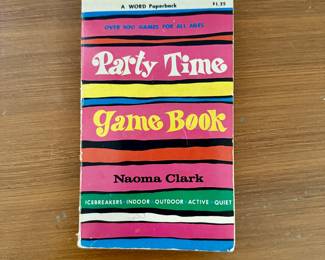 A WORD Paperback $1.25
OVER 900 GAMES FOR ALL AGES
Party Time
Game Book
Naoma Clark
ICEBREAKERS · INDOOR · OUTDOOR · ACTIVE · QUIET